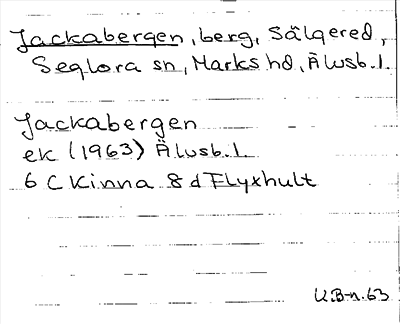 Jackabergen, berg, Sälgered,
Seglora sn, Marks hd, Älvsb. l.
Jackabergen
ek (1963) Älvsb. l.
6 C Kinna 8 d Flyxhult
U.B-n. 63